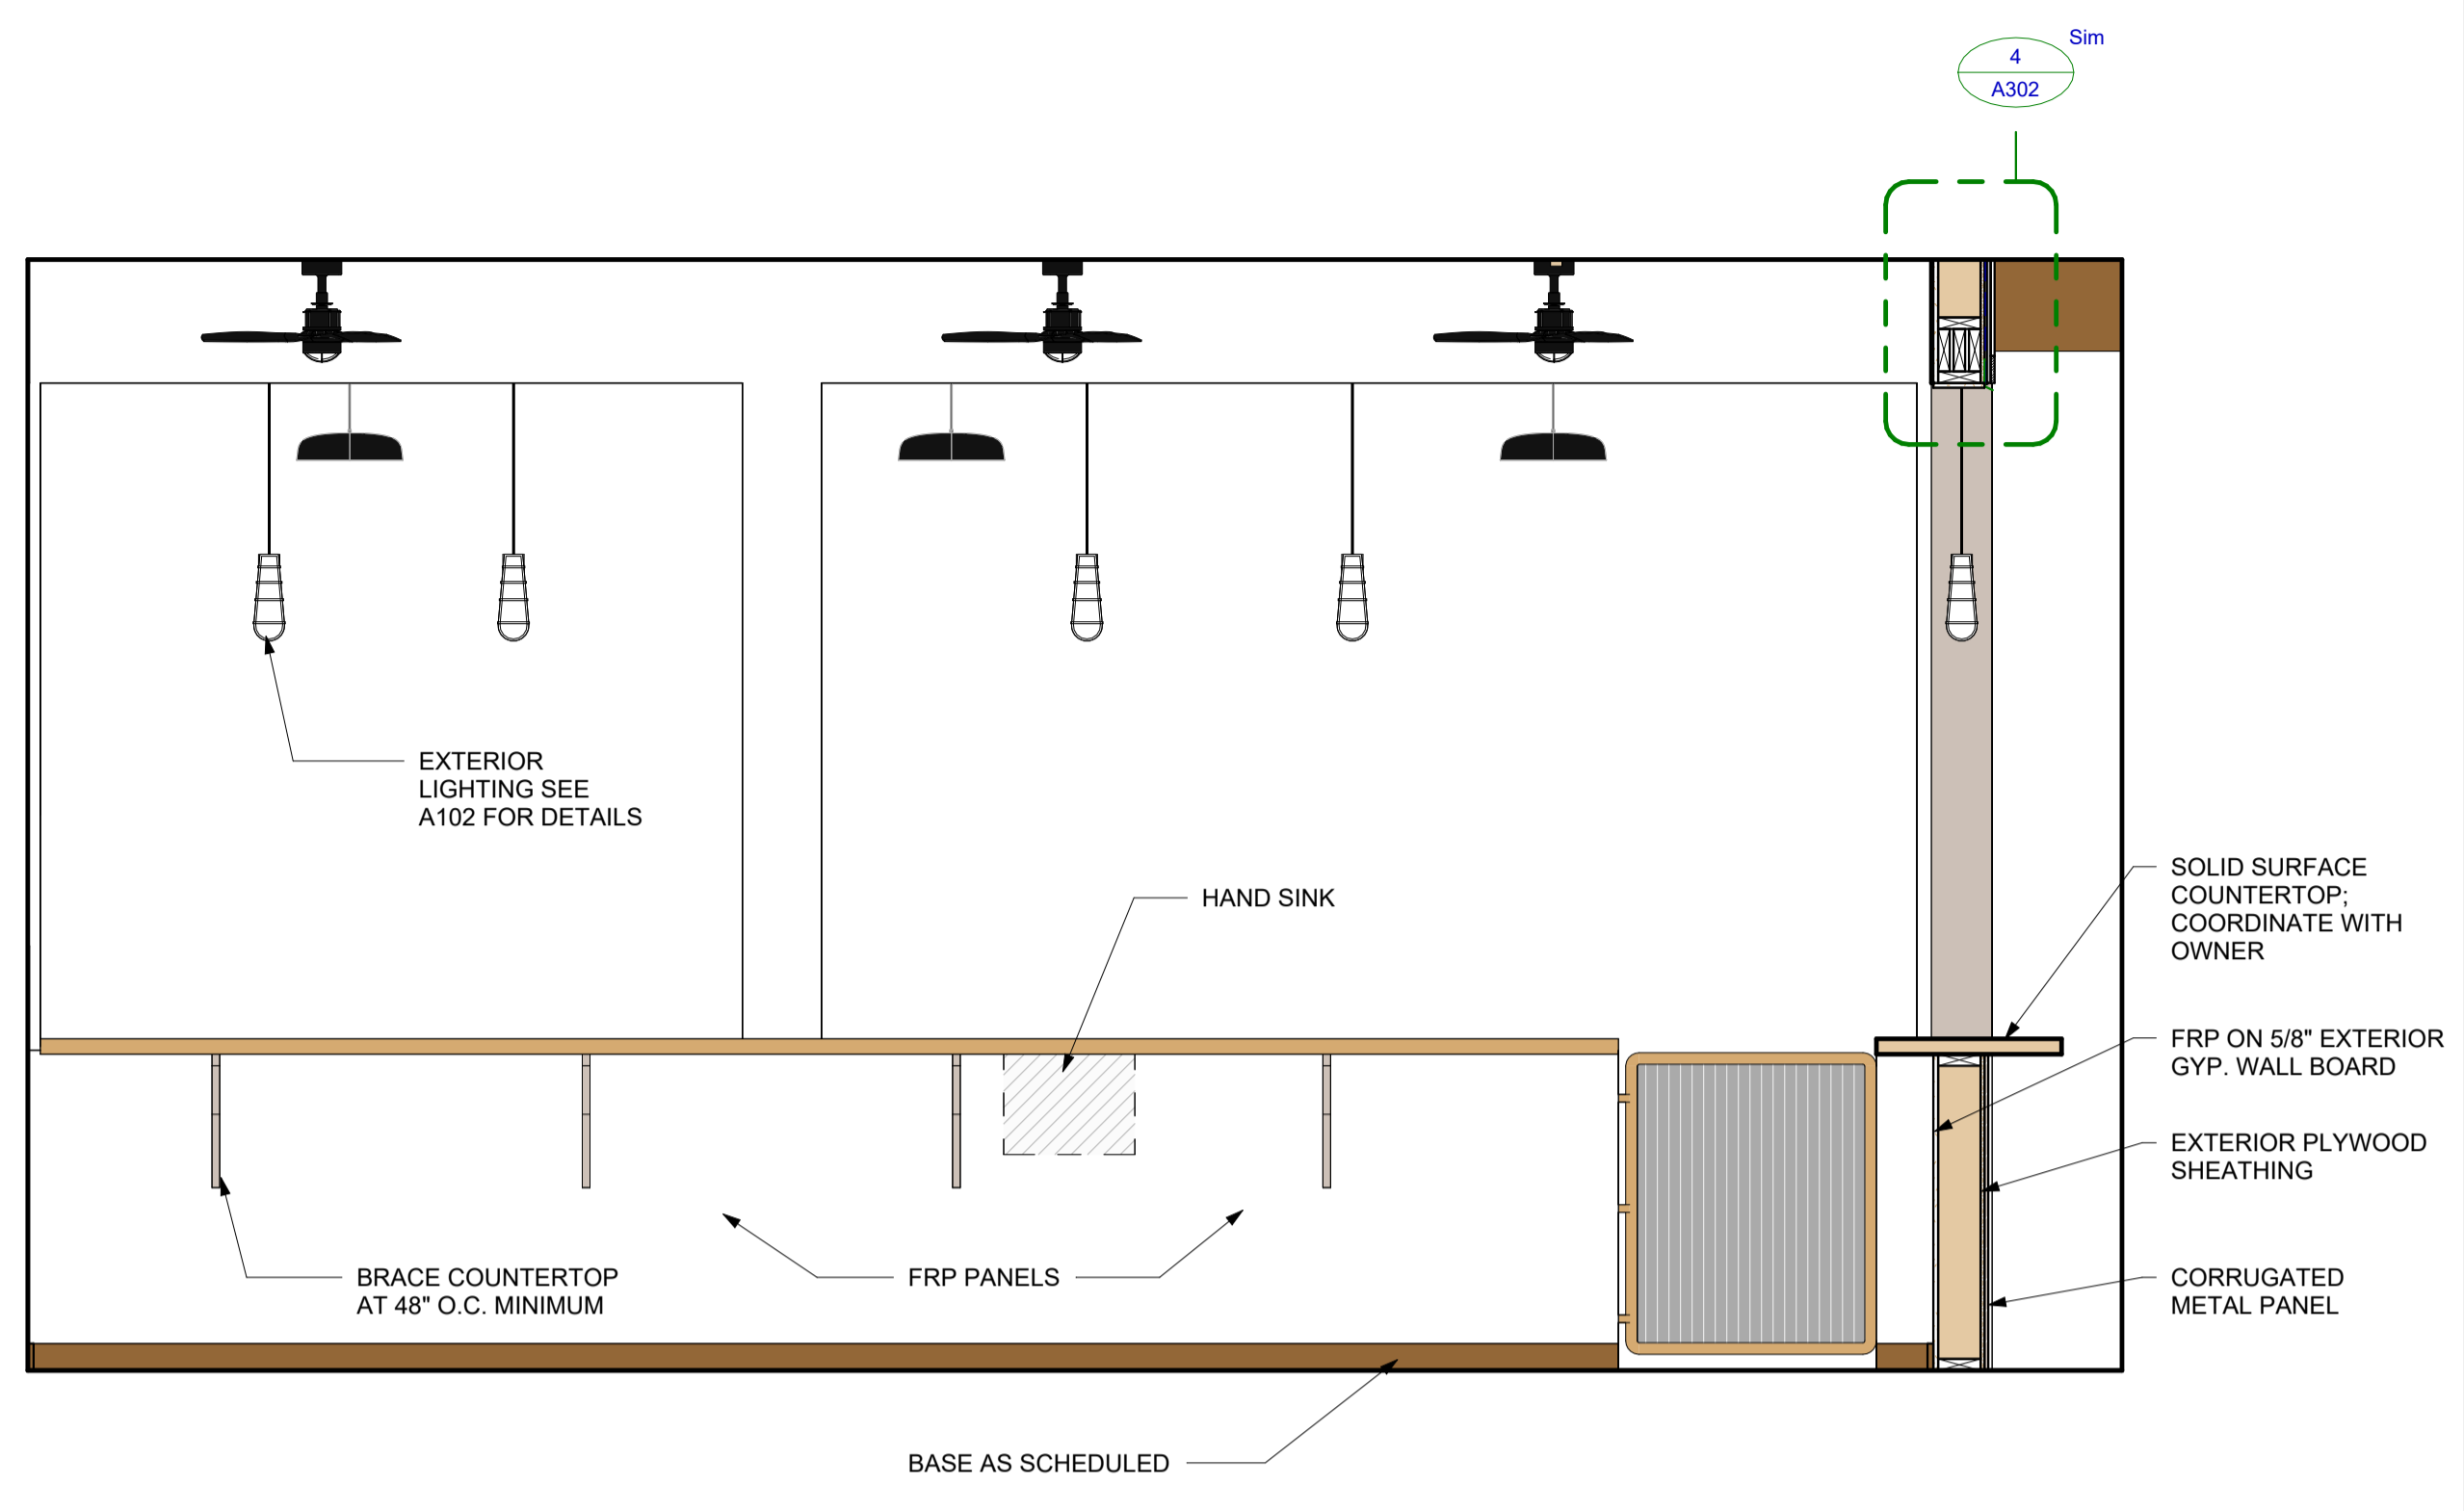 Sim
4
A302
EXTERIOR
LIGHTING SEE
A102 FOR DETAILS
HAND SINK
SOLID SURFACE
COUNTERTOP;
COORDINATE WITH
OWNER
FRP ON 5/8" EXTERIOR
GYP. WALL BOARD
EXTERIOR PLYWOOD
SHEATHING
BRACE COUNTERTOP
AT 48" O.C. MINIMUM
FRP PANELS
CORRUGATED
METAL PANEL
BASE AS SCHEDULED